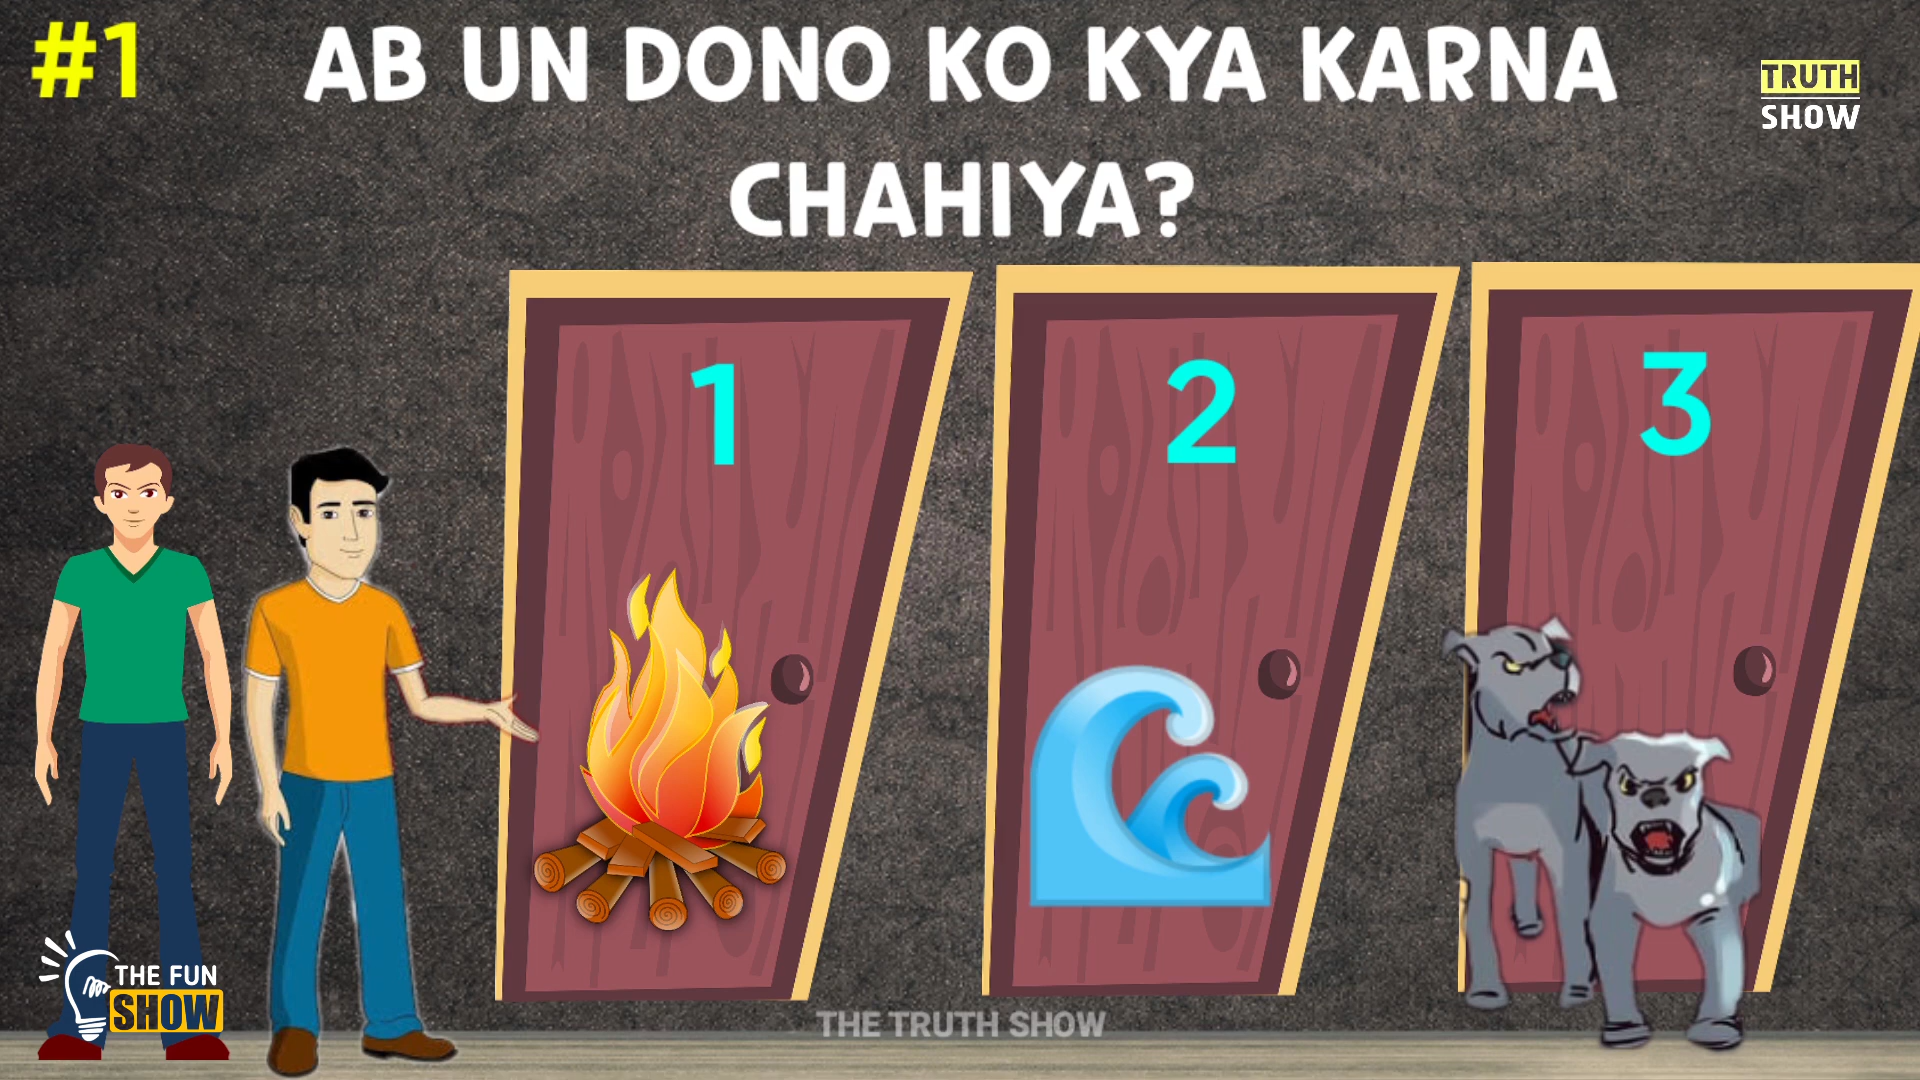 #1
AB UN DONO KO KYA KARNA
CHAHIYA?
TRUTH
SHOW
1
2
3
THE FUN
SHOW
THE TRUTH SHOW